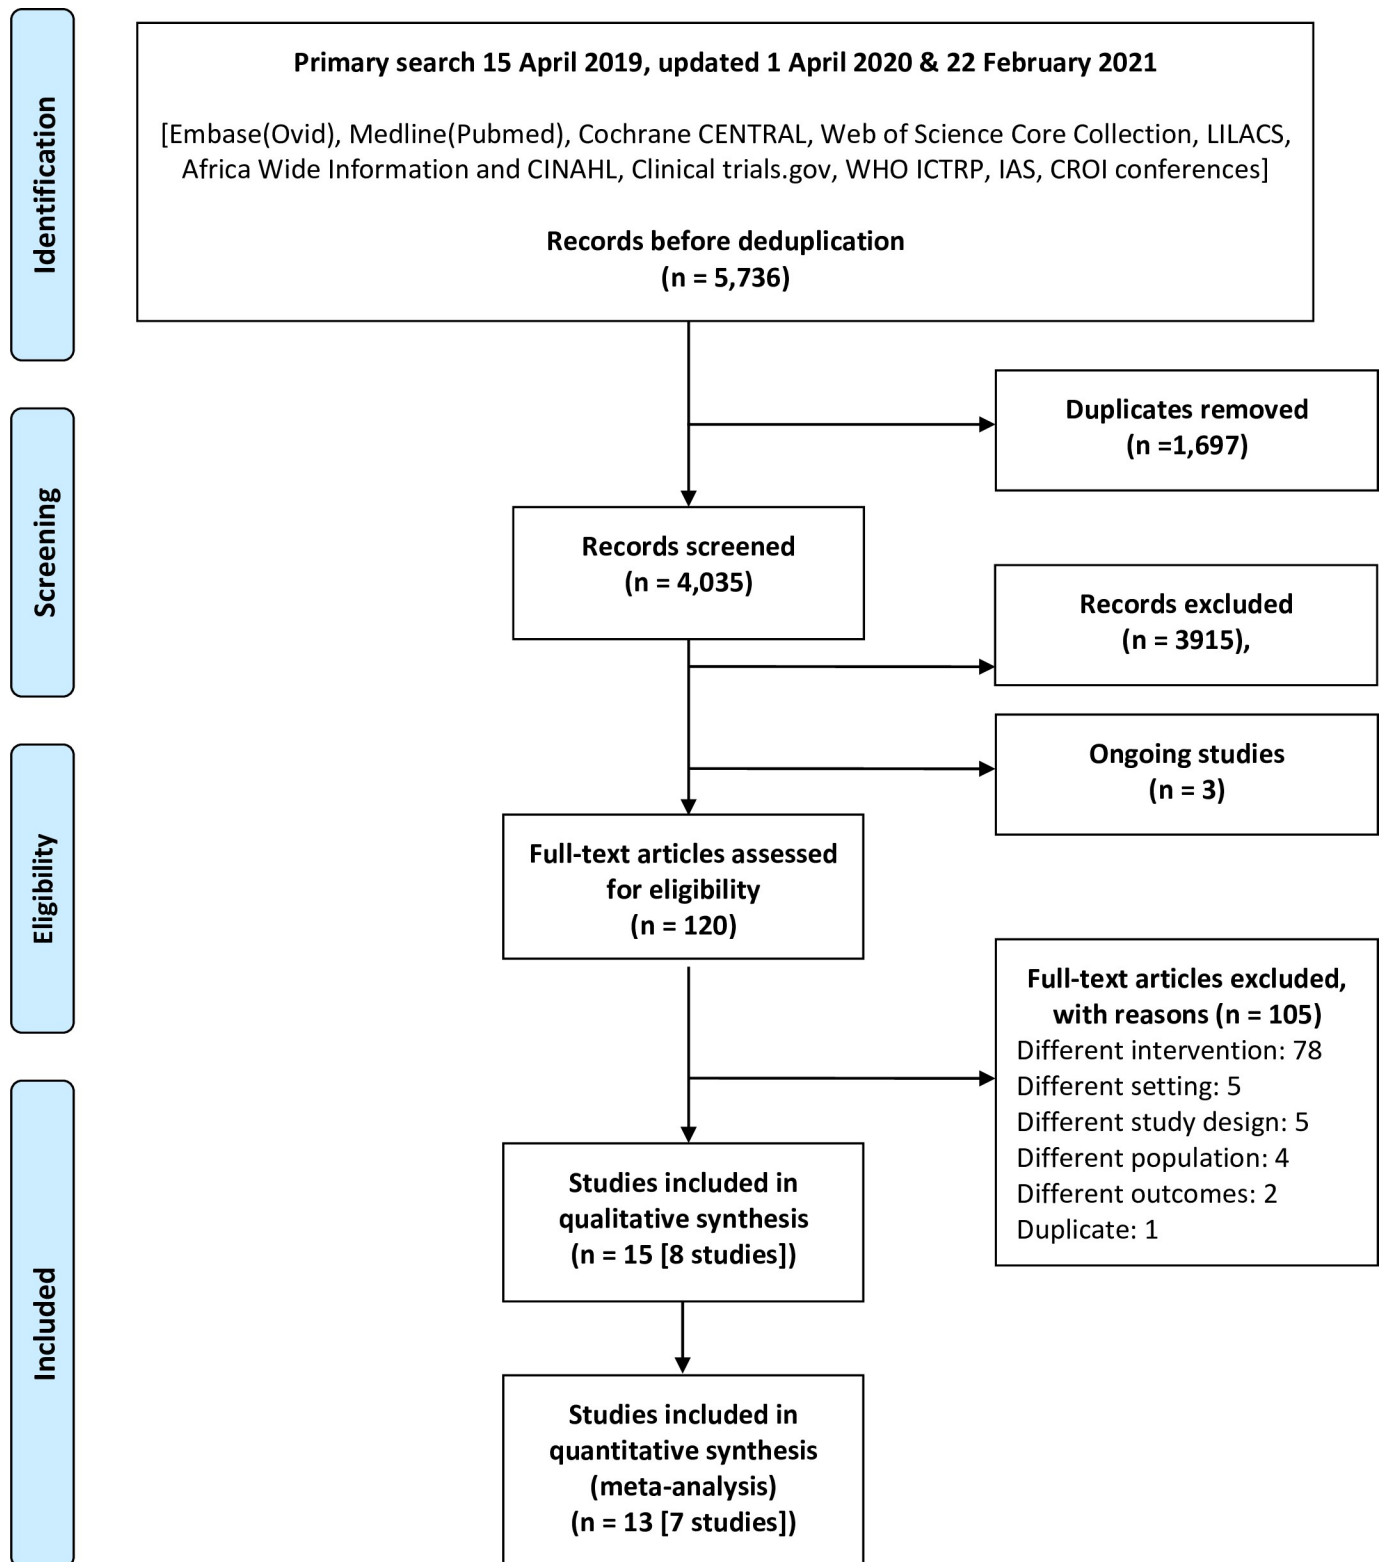 Identification
Primary search 15 April 2019, updated 1 April 2020 & 22 February 2021
[Embase(Ovid), Medline(Pubmed), Cochrane CENTRAL, Web of Science Core Collection, LILACS,
Africa Wide Information and CINAHL, Clinical trials.gov, WHO ICTRP, IAS, CROI conferences]
Records before deduplication
(n = 5,736)
Duplicates removed
(n =1,697)
Screening
Records screened
(n = 4,035)
Records excluded
(n = 3915),
Ongoing studies
(n = 3)
Eligibility
Full-text articles assessed
for eligibility
(n = 120)
Full-text articles excluded,
with reasons (n = 105)
Different intervention: 78
Different setting: 5
Different study design: 5
Different population: 4
Different outcomes: 2
Duplicate: 1
Included
Studies included in
qualitative synthesis
(n = 15 [8 studies])
Studies included in
quantitative synthesis
(meta-analysis)
(n = 13 [7 studies])